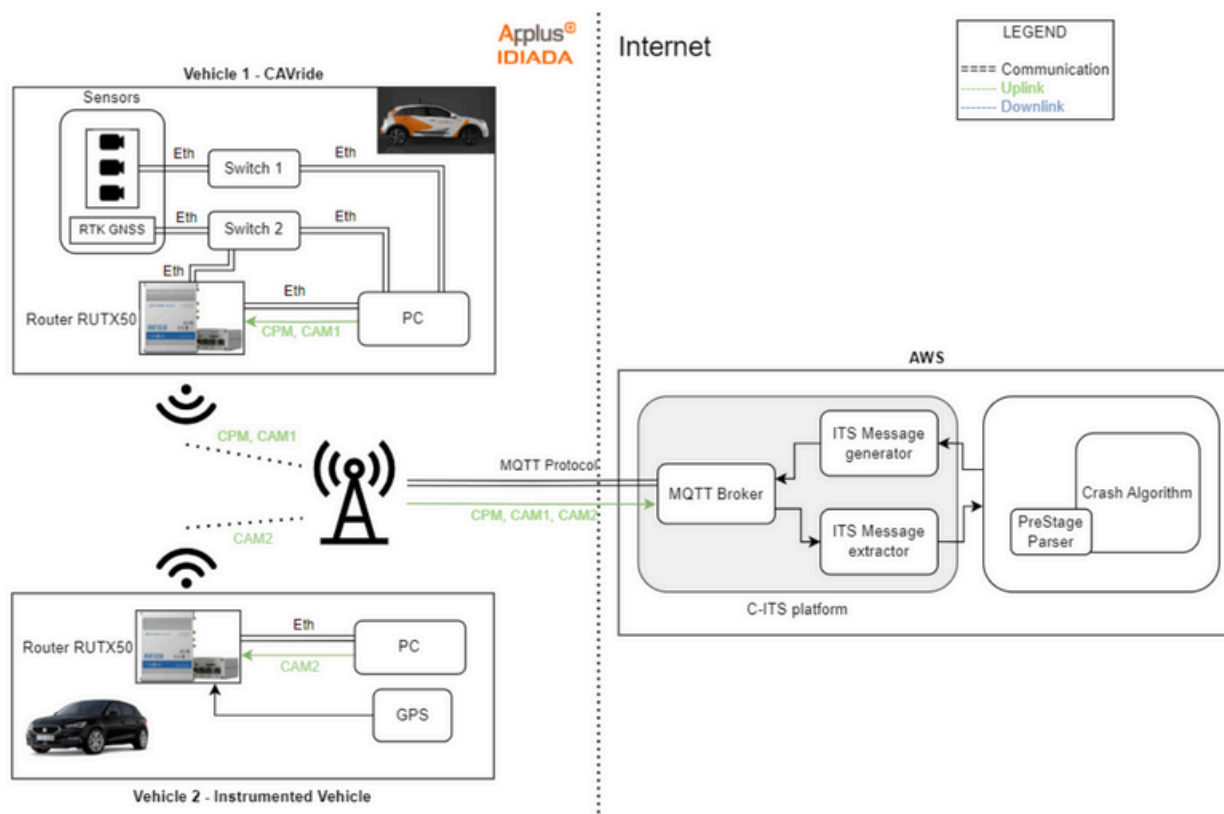 Applus+
IDIADA
Internet
LEGEND
==== Communication
------- Uplink
------- Downlink
Vehicle 1 - CAVride
Sensors
Eth
Switch 1
Eth
RTK GNSS
Eth
Switch 2
Eth
Eth
Router RUTX50
Eth
PC
CPM, CAM1
CPM, CAM1
MQTT Protocol
CPM, CAM1, CAM2
CAM2
AWS
MQTT Broker
ITS Message
generator
ITS Message
extractor
C-ITS platform
Crash Algorithm
PreStage
Parser
Router RUTX50
Eth
PC
CAM2
GPS
Vehicle 2 - Instrumented Vehicle